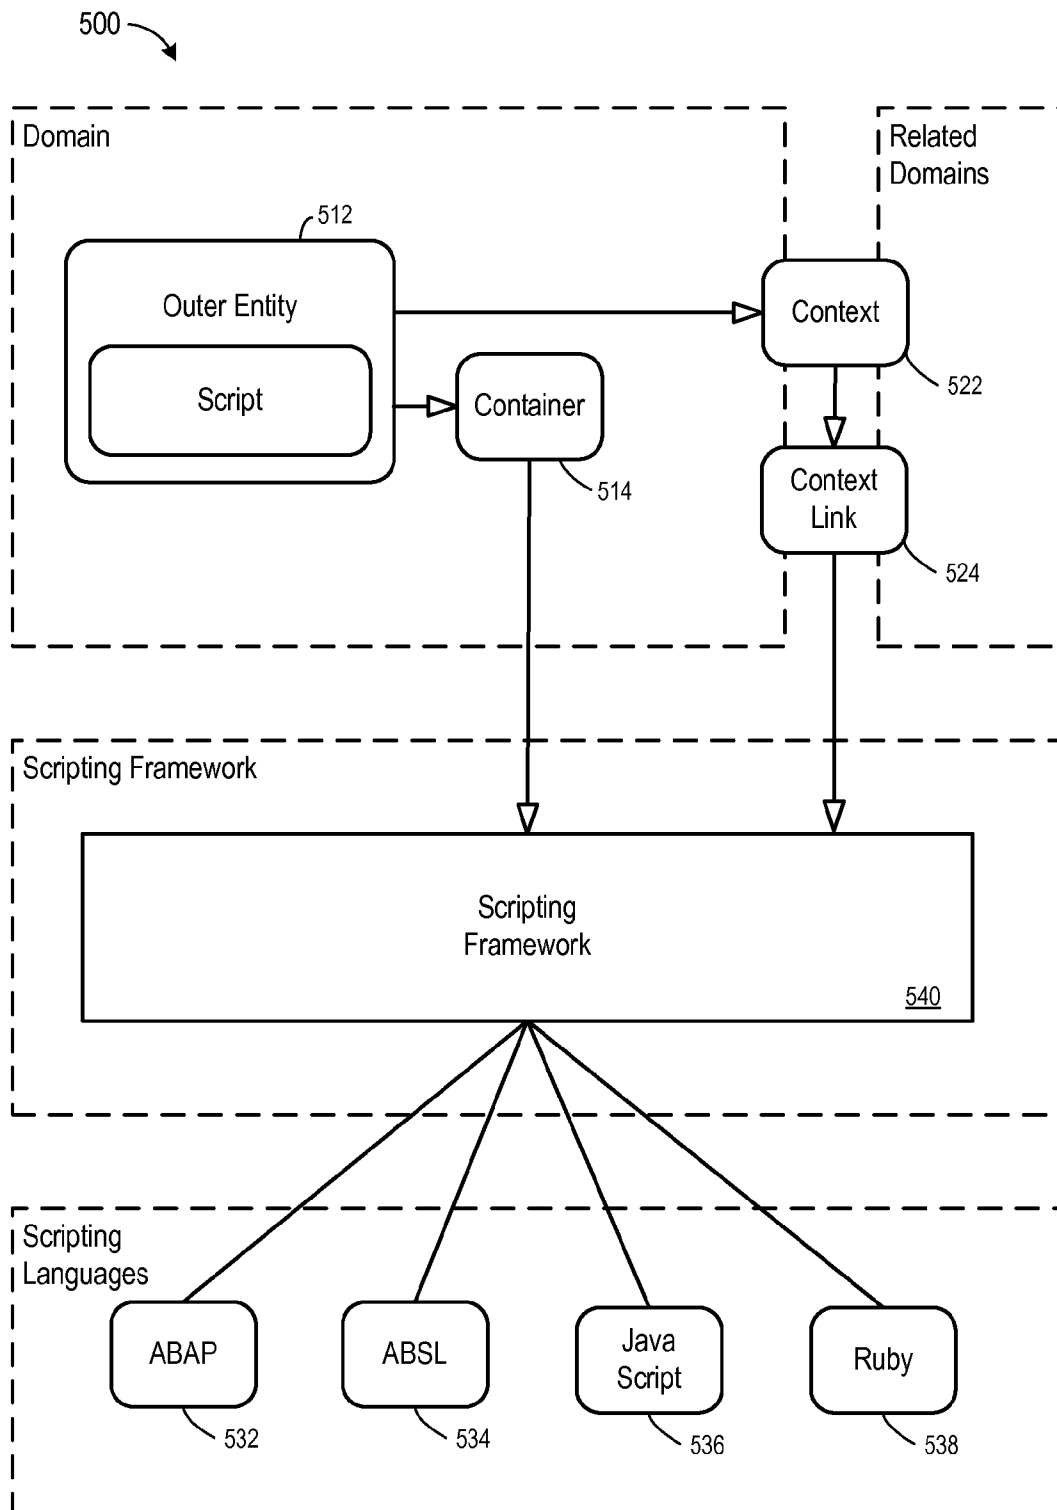 500
Domain
Related
Domains
512
Outer Entity
Context
Script
Container
522
Context
Link
514
524
Scripting Framework
Scripting
Framework
540
Scripting
Languages
ABAP
ABSL
Java
Script
Ruby
532
534
536
538